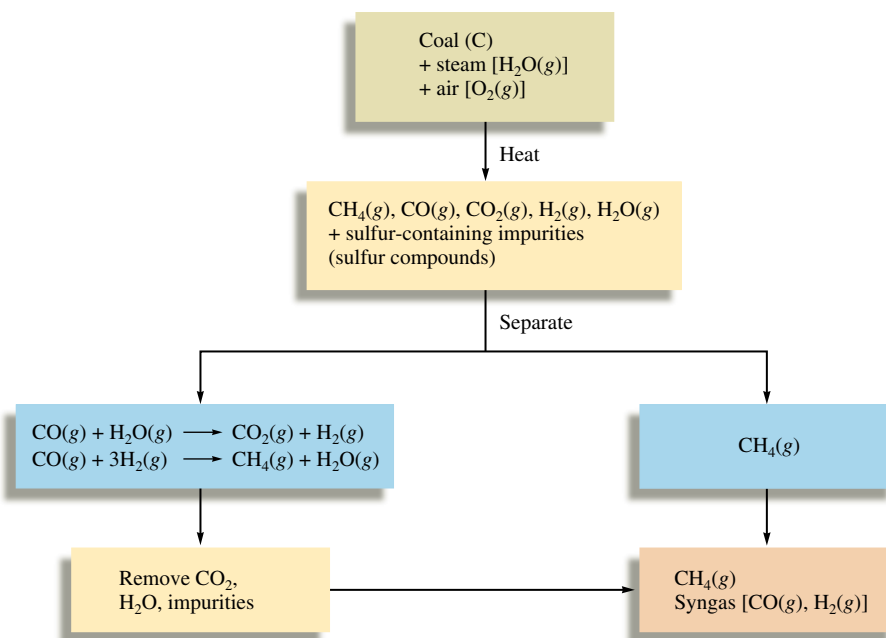 Coal (C)
+ steam [H₂O(g)]
+ air [O₂(g)]
Heat
CH₄(g), CO(g), CO₂(g), H₂(g), H₂O(g)
+ sulfur-containing impurities
(sulfur compounds)
Separate
CO(g) + H₂O(g) ⟶ CO₂(g) + H₂(g)
CO(g) + 3H₂(g) ⟶ CH₄(g) + H₂O(g)
CH₄(g)
Remove CO₂,
H₂O, impurities
CH₄(g)
Syngas [CO(g), H₂(g)]